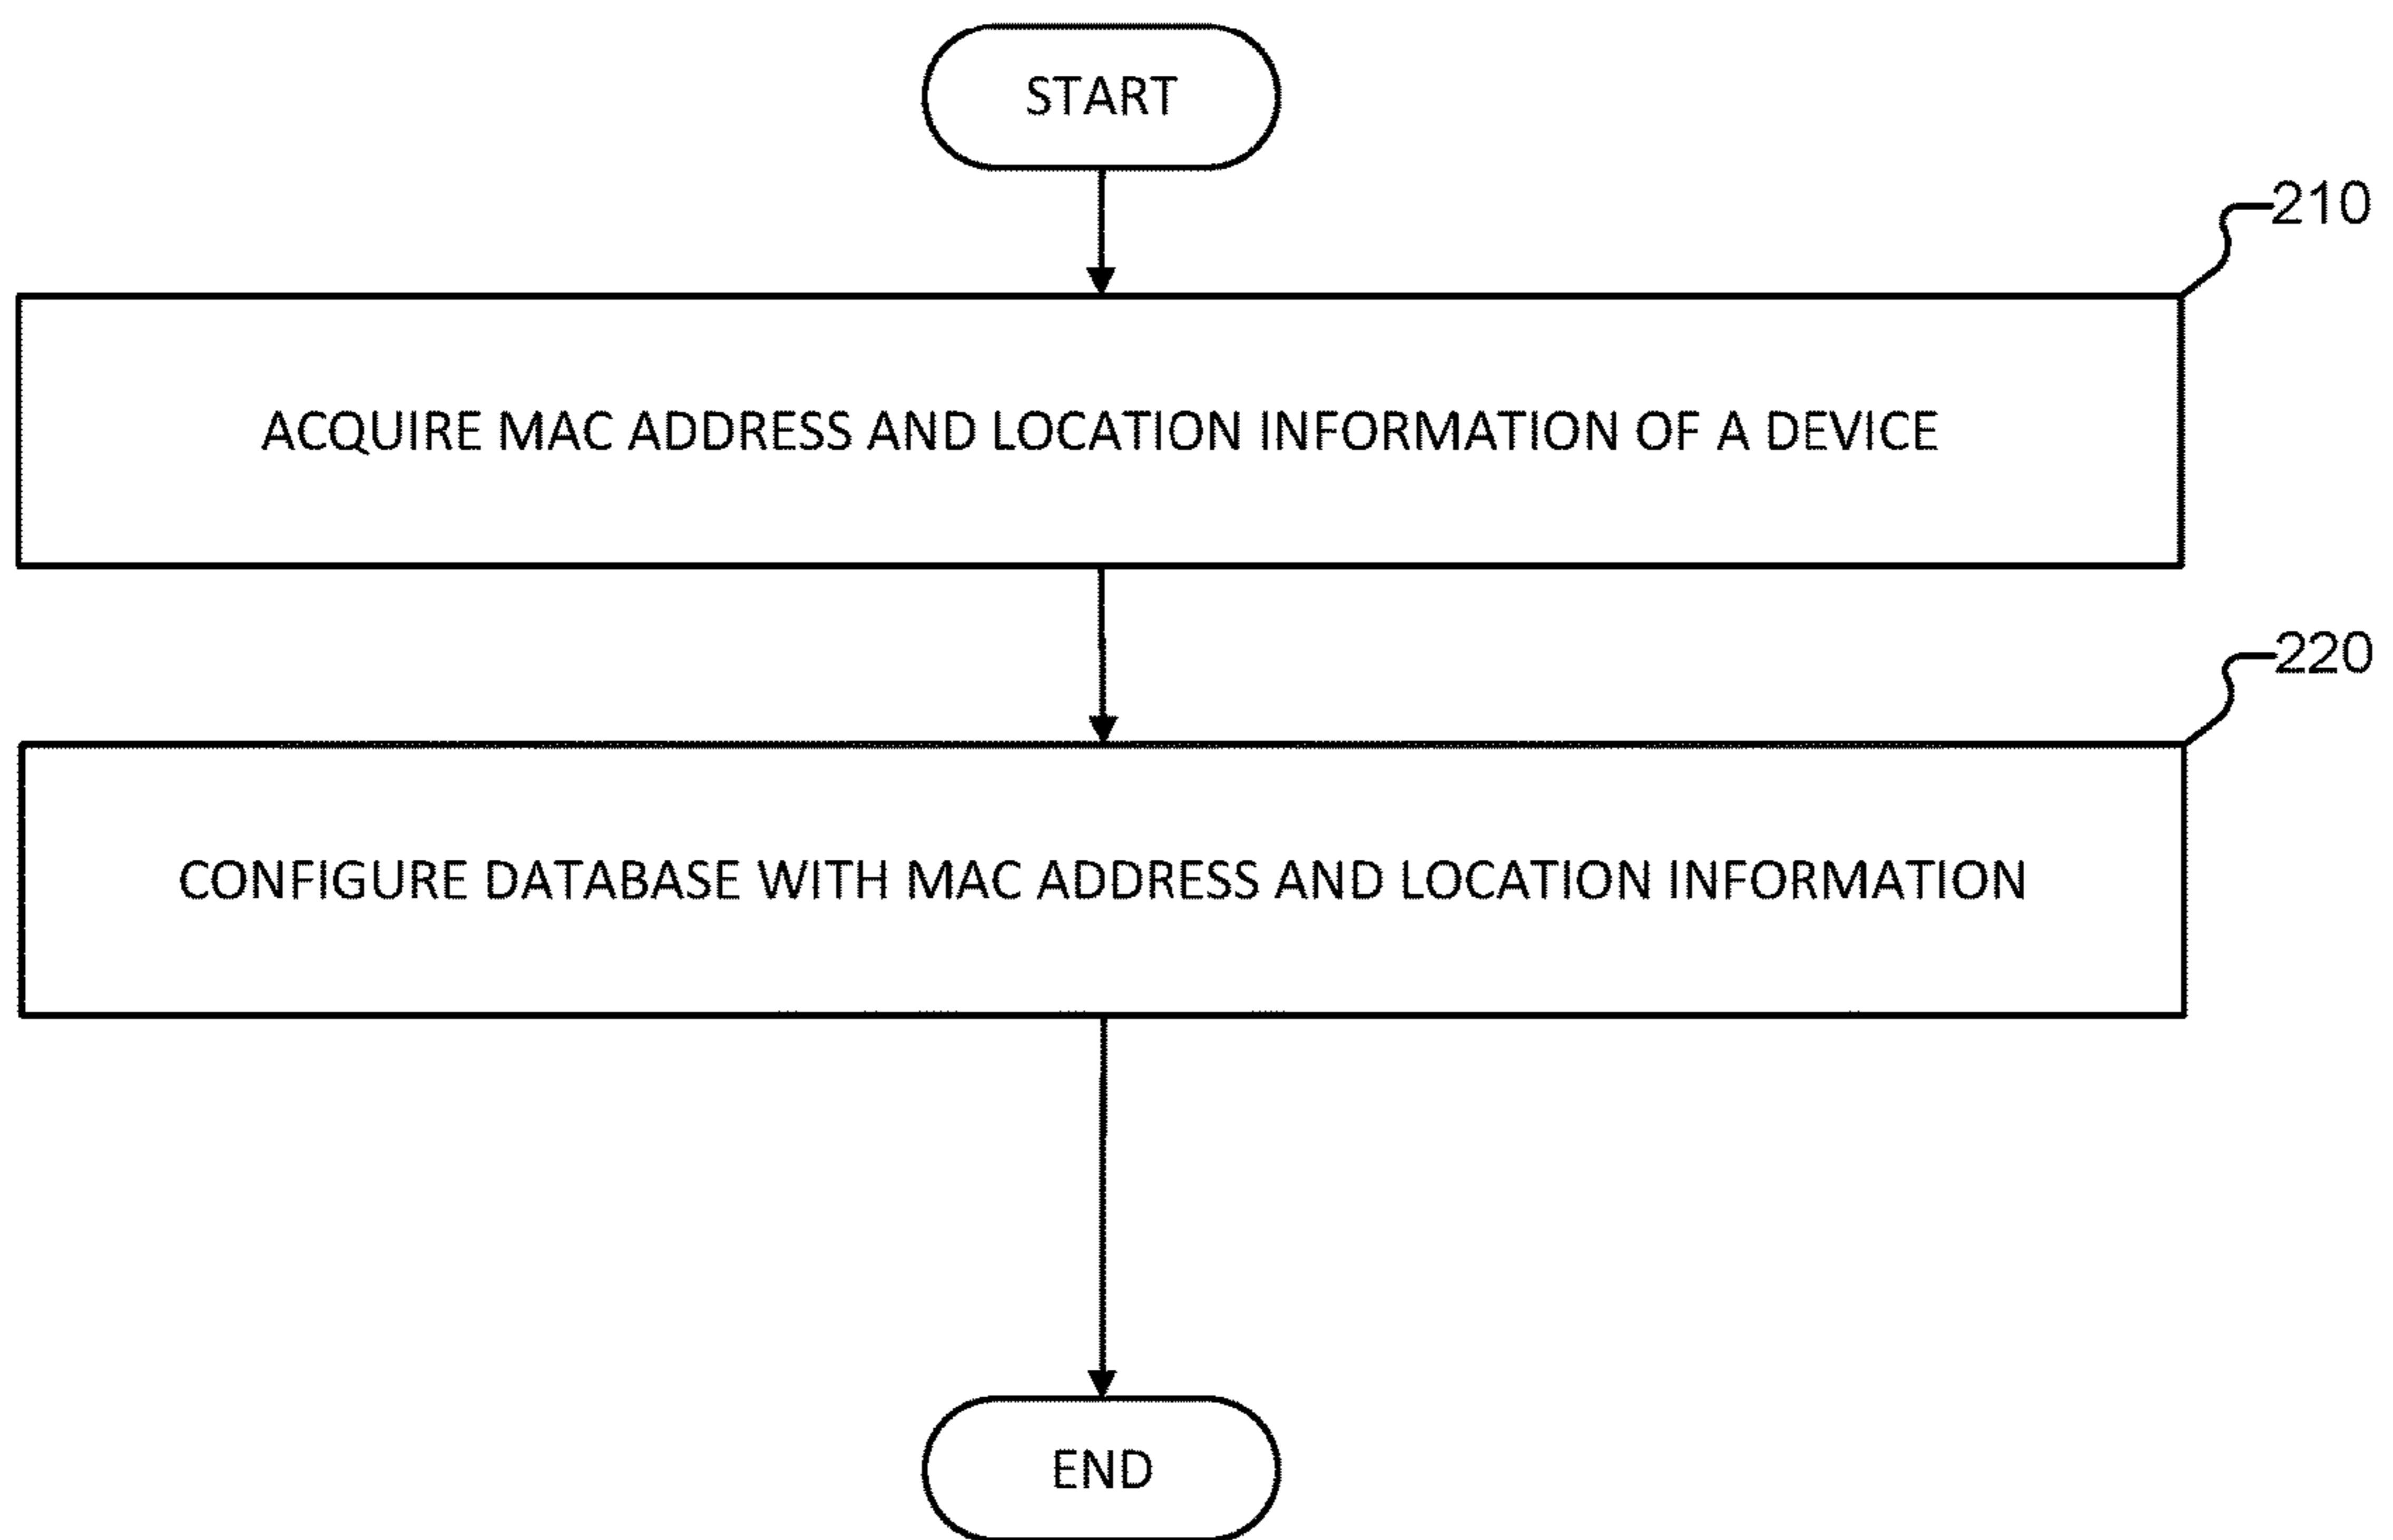 START
210
ACQUIRE MAC ADDRESS AND LOCATION INFORMATION OF A DEVICE
220
CONFIGURE DATABASE WITH MAC ADDRESS AND LOCATION INFORMATION
END